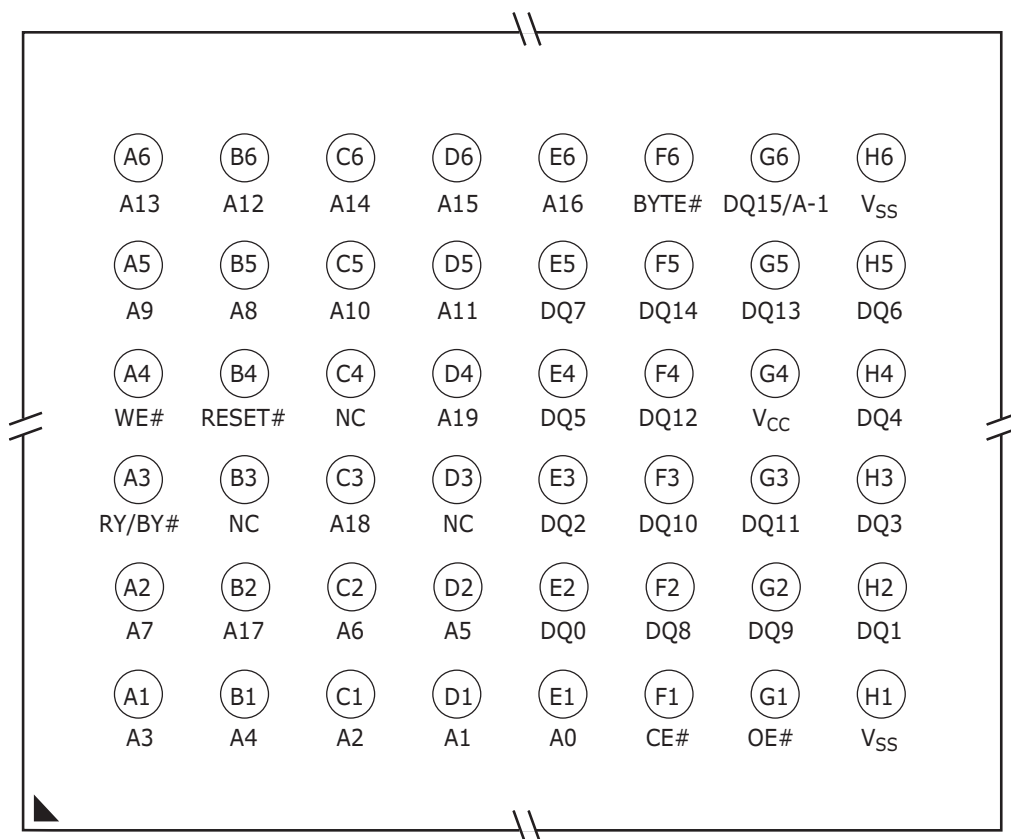 A6 B6 C6 D6 E6 F6 G6 H6
A13 A12 A14 A15 A16 BYTE# DQ15/A-1 VSS
A5 B5 C5 D5 E5 F5 G5 H5
A9 A8 A10 A11 DQ7 DQ14 DQ13 DQ6
A4 B4 C4 D4 E4 F4 G4 H4
WE# RESET# NC A19 DQ5 DQ12 VCC DQ4
A3 B3 C3 D3 E3 F3 G3 H3
RY/BY# NC A18 NC DQ2 DQ10 DQ11 DQ3
A2 B2 C2 D2 E2 F2 G2 H2
A7 A17 A6 A5 DQ0 DQ8 DQ9 DQ1
A1 B1 C1 D1 E1 F1 G1 H1
A3 A4 A2 A1 A0 CE# OE# VSS